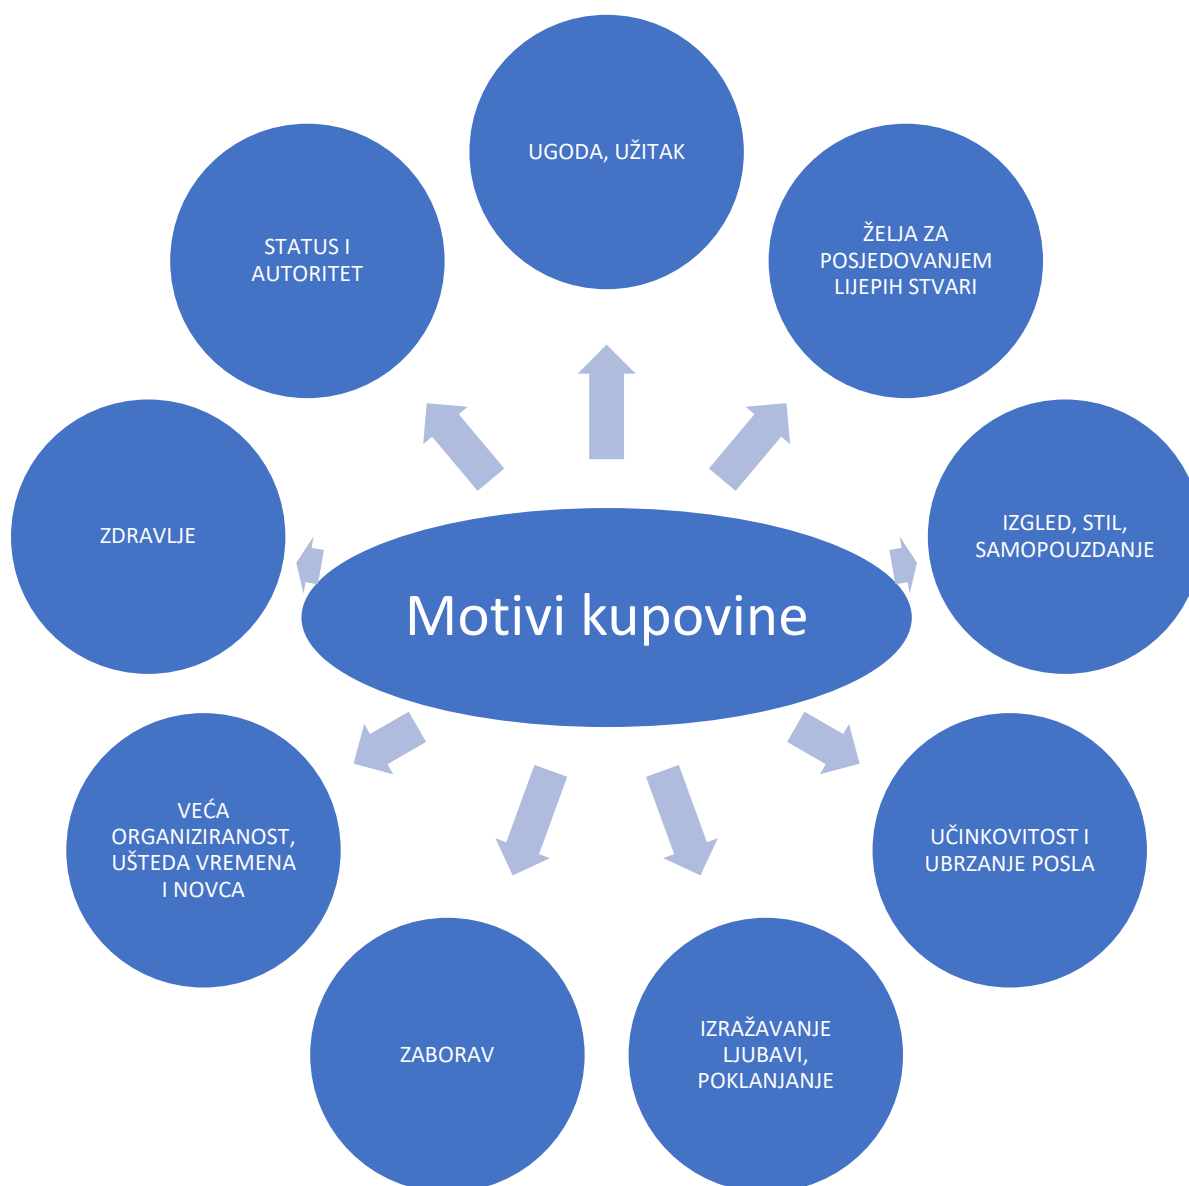 UGODA, UŽITAK
ŽELJA ZA
POSJEDOVANJEM
LIJEPIH STVARI
IZGLED, STIL,
SAMOPOUZDANJE
UČINKOVITOST I
UBRZANJE POSLA
IZRAŽAVANJE
LJUBAVI,
POKLANJANJE
ZABORAV
VEĆA
ORGANIZIRANOST,
UŠTEDA VREMENA
I NOVCA
ZDRAVLJE
STATUS I
AUTORITET
Motivi kupovine